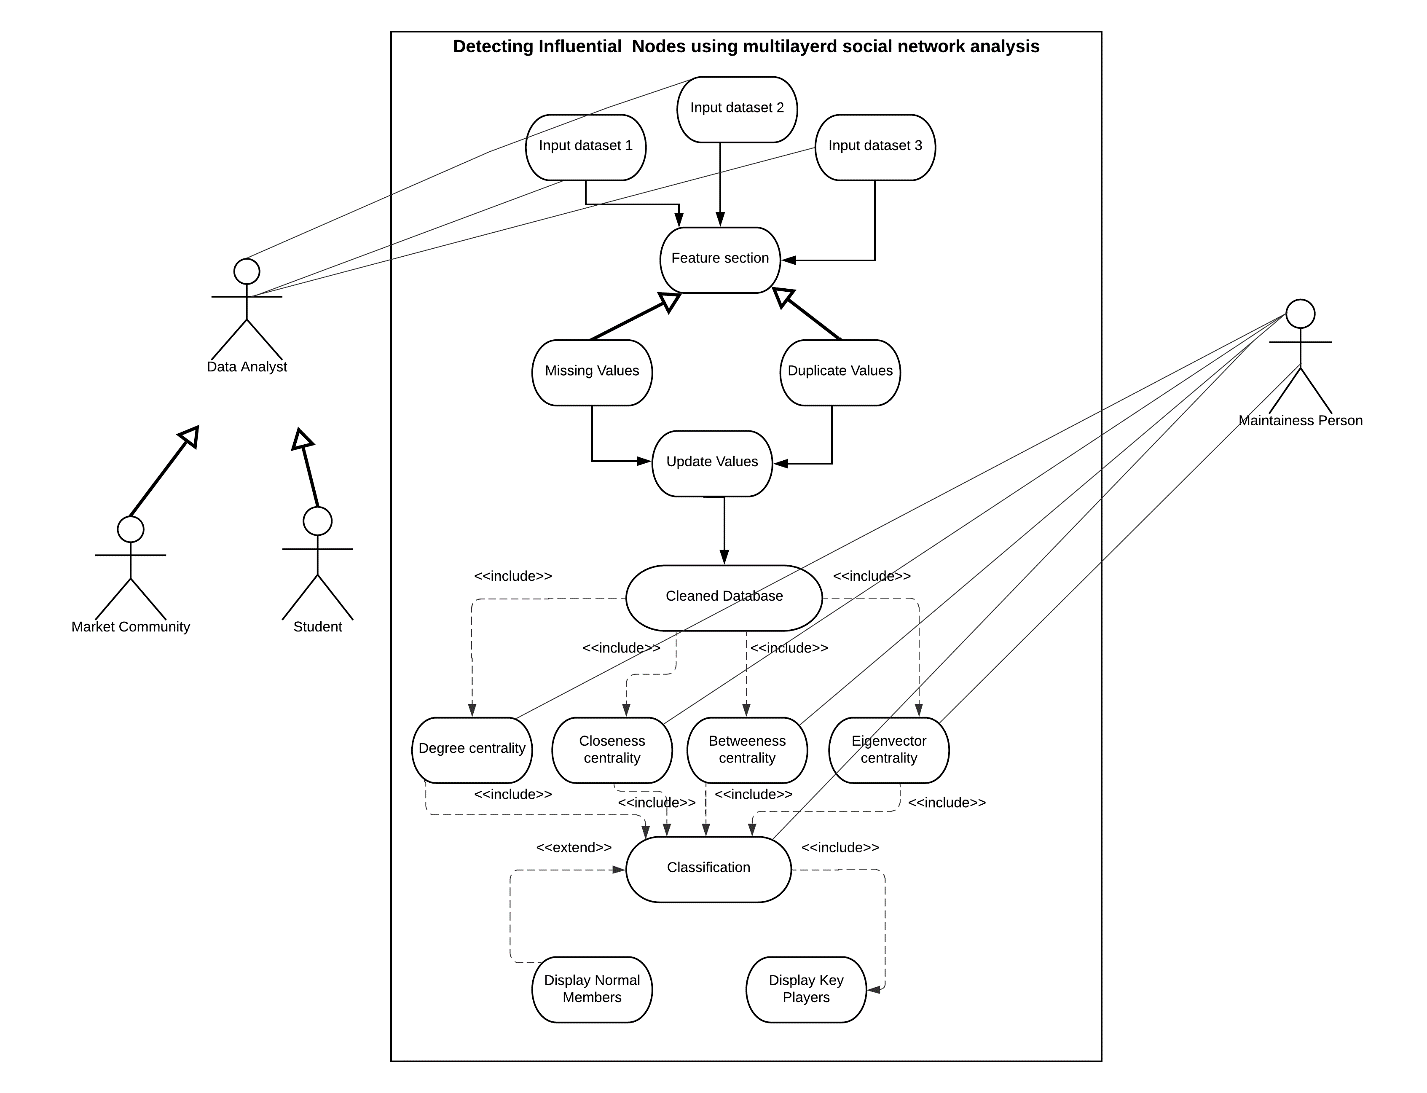 Detecting Influential  Nodes using multilayerd social network analysis
Input dataset 2
Input dataset 1
Input dataset 3
Feature section
Data Analyst
Missing Values
Duplicate Values
Maintainess Person
Update Values
<<include>>
<<include>>
Cleaned Database
Market Community
Student
<<include>>
<<include>>
Degree centrality
Closeness
centrality
Betweeness
centrality
Eigenvector
centrality
<<include>>
<<include>>
<<include>>
<<include>>
<<extend>>
<<include>>
Classification
Display Normal
Members
Display Key
Players